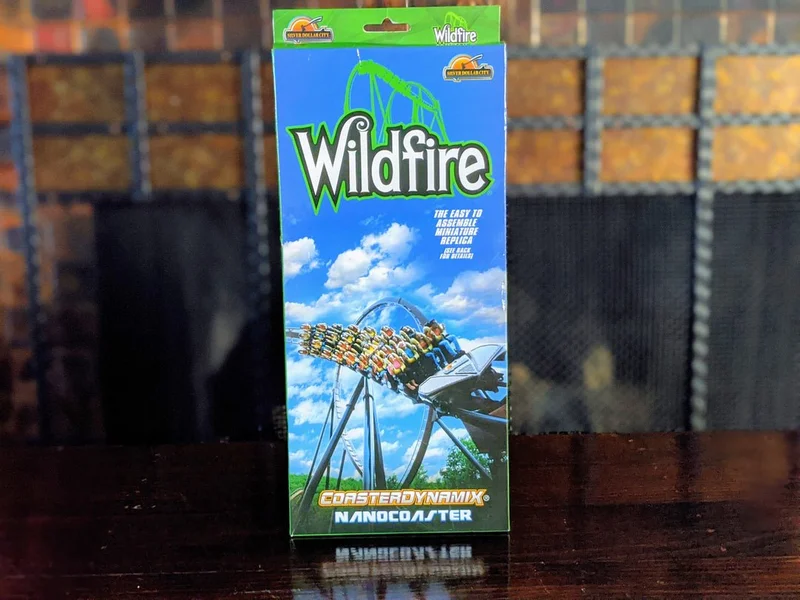 SILVER DOLLAR CITY
Wildfire
SILVER DOLLAR CITY
Wildfire
THE EASY TO
ASSEMBLE
MINIATURE
REPLICA
(SEE BACK
FOR DETAILS)
COASTERDYNAMIX®
NANOCOASTER